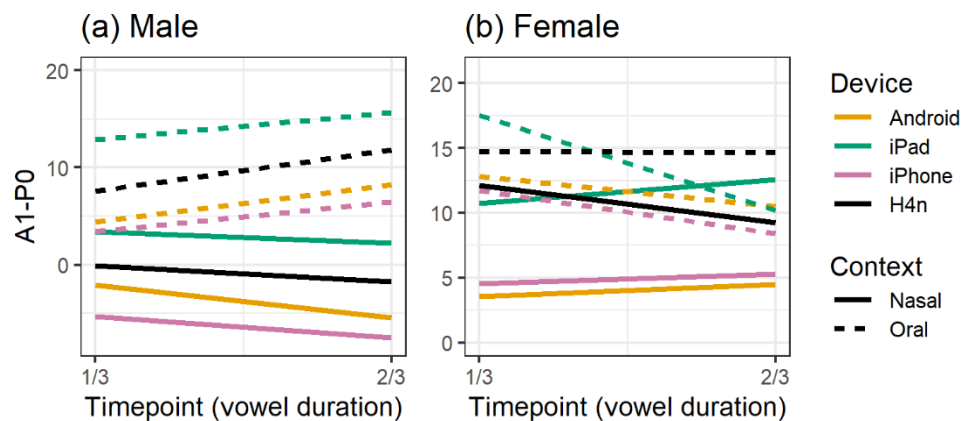 (a) Male
(b) Female
A1-P0
20
10
0
1/3
2/3
Timepoint (vowel duration)
20
15
10
5
0
1/3
2/3
Timepoint (vowel duration)
Device
Android
iPad
iPhone
H4n
Context
Nasal
Oral